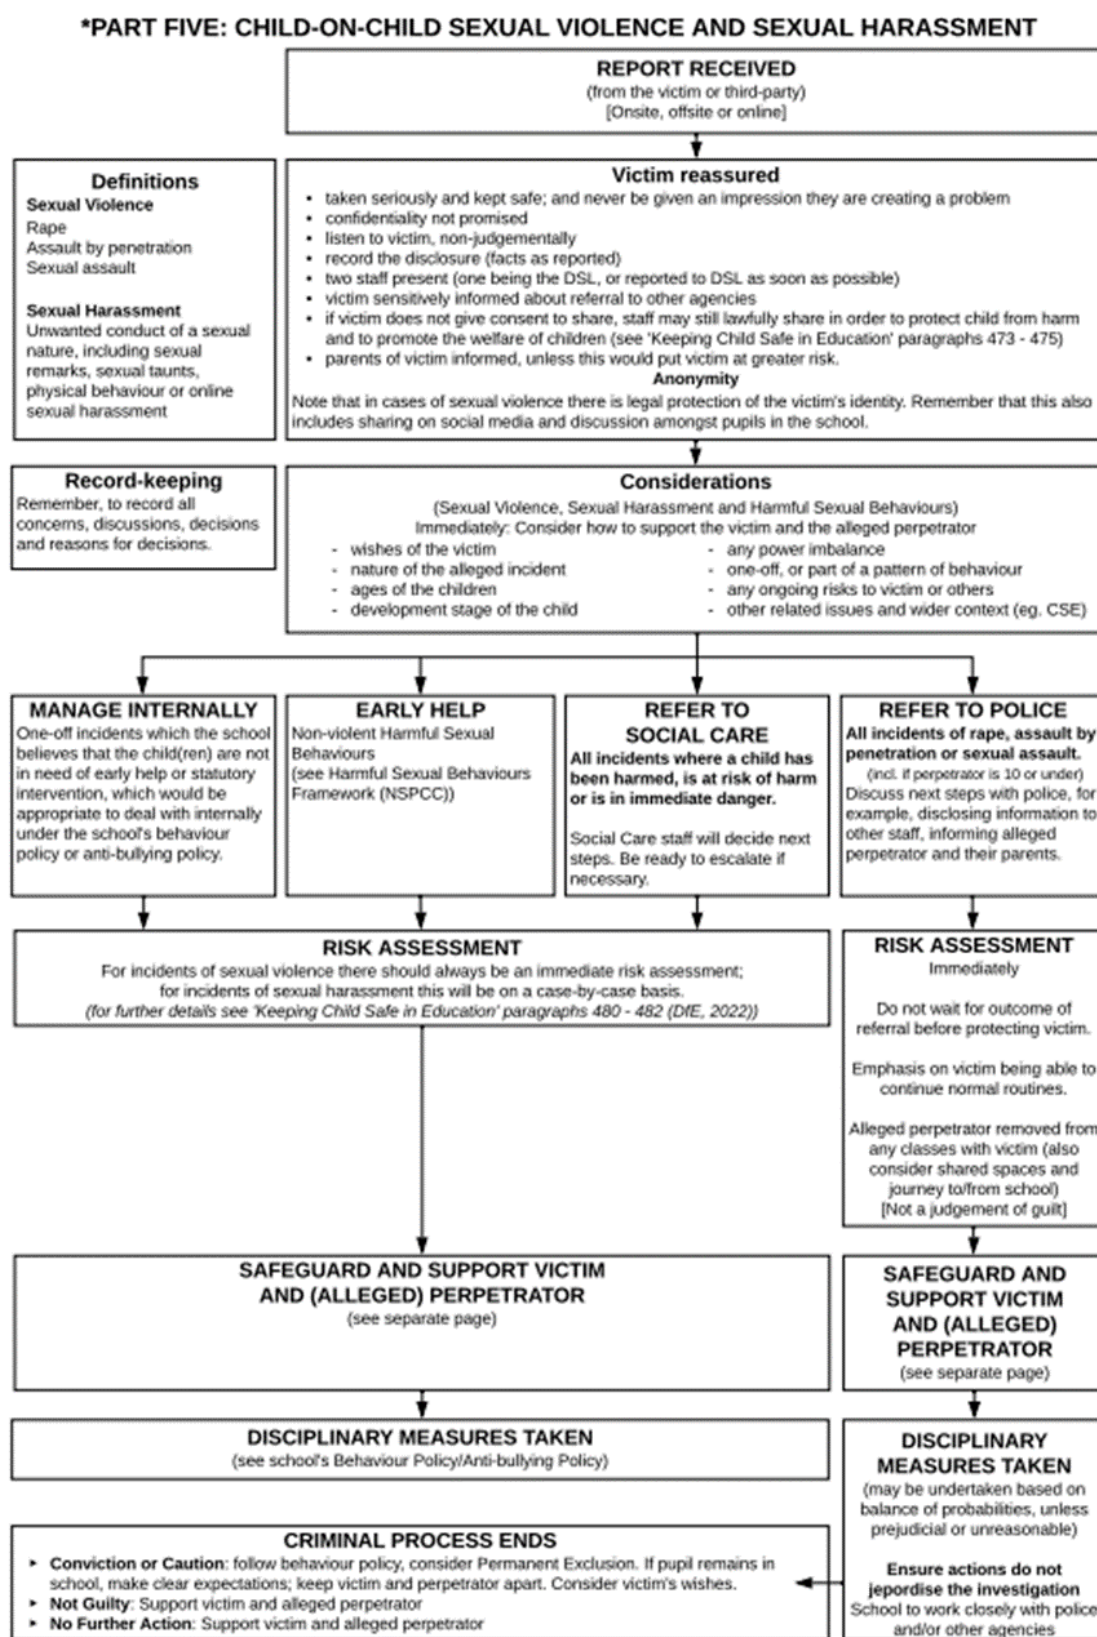 *PART FIVE: CHILD-ON-CHILD SEXUAL VIOLENCE AND SEXUAL HARASSMENT
REPORT RECEIVED
(from the victim or third-party)
[Onsite, offsite or online]
Definitions
Sexual Violence
Rape
Assault by penetration
Sexual assault
Sexual Harassment
Unwanted conduct of a sexual
nature, including sexual
remarks, sexual taunts,
physical behaviour or online
sexual harassment
Victim reassured
• taken seriously and kept safe; and never be given an impression they are creating a problem
• confidentiality not promised
• listen to victim, non-judgementally
• record the disclosure (facts as reported)
• two staff present (one being the DSL, or reported to DSL as soon as possible)
• victim sensitively informed about referral to other agencies
• if victim does not give consent to share, staff may still lawfully share in order to protect child from harm
and to promote the welfare of children (see 'Keeping Child Safe in Education' paragraphs 473 - 475)
• parents of victim informed, unless this would put victim at greater risk.
Anonymity
Note that in cases of sexual violence there is legal protection of the victim's identity. Remember that this also
includes sharing on social media and discussion amongst pupils in the school.
Record-keeping
Remember, to record all
concerns, discussions, decisions
and reasons for decisions.
Considerations
(Sexual Violence, Sexual Harassment and Harmful Sexual Behaviours)
Immediately: Consider how to support the victim and the alleged perpetrator
- wishes of the victim
- nature of the alleged incident
- ages of the children
- development stage of the child
- any power imbalance
- one-off, or part of a pattern of behaviour
- any ongoing risks to victim or others
- other related issues and wider context (eg. CSE)
MANAGE INTERNALLY
One-off incidents which the school
believes that the child(ren) are not
in need of early help or statutory
intervention, which would be
appropriate to deal with internally
under the school's behaviour
policy or anti-bullying policy.
EARLY HELP
Non-violent Harmful Sexual
Behaviours
(see Harmful Sexual Behaviours
Framework (NSPCC))
REFER TO
SOCIAL CARE
All incidents where a child has
been harmed, is at risk of harm
or is in immediate danger.
Social Care staff will decide next
steps. Be ready to escalate if
necessary.
REFER TO POLICE
All incidents of rape, assault by
penetration or sexual assault.
(incl. if perpetrator is 10 or under)
Discuss next steps with police, for
example, disclosing information to
other staff, informing alleged
perpetrator and their parents.
RISK ASSESSMENT
For incidents of sexual violence there should always be an immediate risk assessment;
for incidents of sexual harassment this will be on a case-by-case basis.
(for further details see 'Keeping Child Safe in Education' paragraphs 480 - 482 (DfE, 2022))
RISK ASSESSMENT
Immediately
Do not wait for outcome of
referral before protecting victim.
Emphasis on victim being able to
continue normal routines.
Alleged perpetrator removed from
any classes with victim (also
consider shared spaces and
journey to/from school)
[Not a judgement of guilt]
SAFEGUARD AND SUPPORT VICTIM
AND (ALLEGED) PERPETRATOR
(see separate page)
SAFEGUARD AND
SUPPORT VICTIM
AND (ALLEGED)
PERPETRATOR
(see separate page)
DISCIPLINARY MEASURES TAKEN
(see school's Behaviour Policy/Anti-bullying Policy)
DISCIPLINARY
MEASURES TAKEN
(may be undertaken based on
balance of probabilities, unless
prejudicial or unreasonable)
Ensure actions do not
jepordise the investigation
School to work closely with police
and/or other agencies
CRIMINAL PROCESS ENDS
➤ Conviction or Caution: follow behaviour policy, consider Permanent Exclusion. If pupil remains in
school, make clear expectations; keep victim and perpetrator apart. Consider victim's wishes.
➤ Not Guilty: Support victim and alleged perpetrator
➤ No Further Action: Support victim and alleged perpetrator